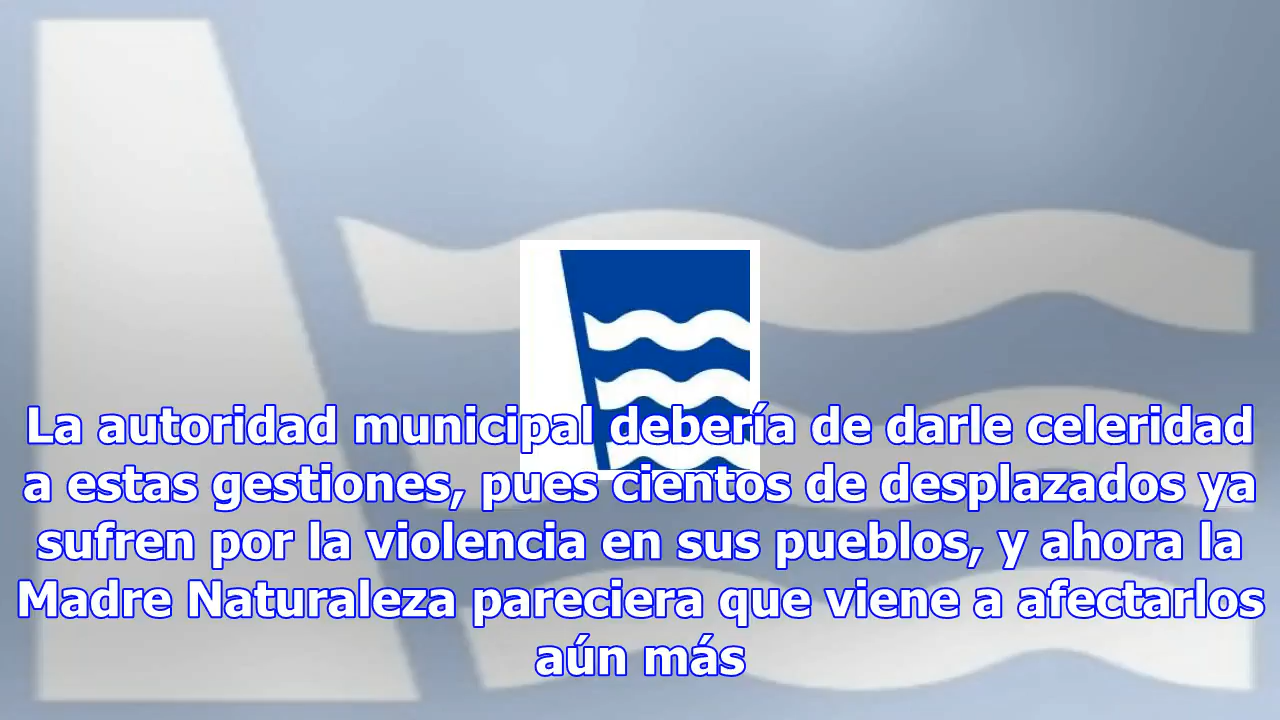 La autoridad municipal debería de darle celeridad
a estas gestiones, pues cientos de desplazados ya
sufren por la violencia en sus pueblos, y ahora la
Madre Naturaleza pareciera que viene a afectarlos
aún más